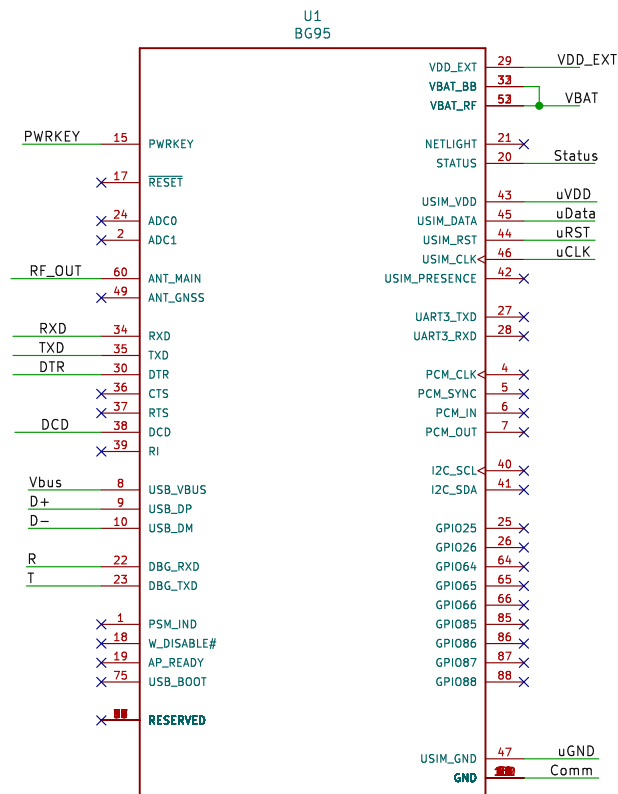 U1
BG95
29 VDD_EXT VDD_EXT
VBAT_BB
VBAT_RF VBAT
PWRKEY 15 PWRKEY
NETLIGHT 21
STATUS 20 Status
17 RESET
USIM_VDD 43 uVDD
24 ADC0
USIM_DATA 45 uData
2 ADC1
USIM_RST 44 uRST
USIM_CLK 46 uCLK
RF_OUT 60 ANT_MAIN
USIM_PRESENCE 42
49 ANT_GNSS
UART3_TXD 27
RXD 34 RXD
UART3_RXD 28
TXD 35 TXD
DTR 30 DTR
PCM_CLK 4
36 CTS
PCM_SYNC 5
37 RTS
PCM_IN 6
DCD 38 DCD
PCM_OUT 7
39 RI
I2C_SCL 40
Vbus 8 USB_VBUS
I2C_SDA 41
D+ 9 USB_DP
D- 10 USB_DM
GPIO25 25
GPIO26 26
R 22 DBG_RXD
GPIO64 64
T 23 DBG_TXD
GPIO65 65
GPIO66 66
1 PSM_IND
GPIO85 85
18 W_DISABLE#
GPIO86 86
19 AP_READY
GPIO87 87
75 USB_BOOT
GPIO88 88
RESERVED
USIM_GND 47 uGND
GND Comm